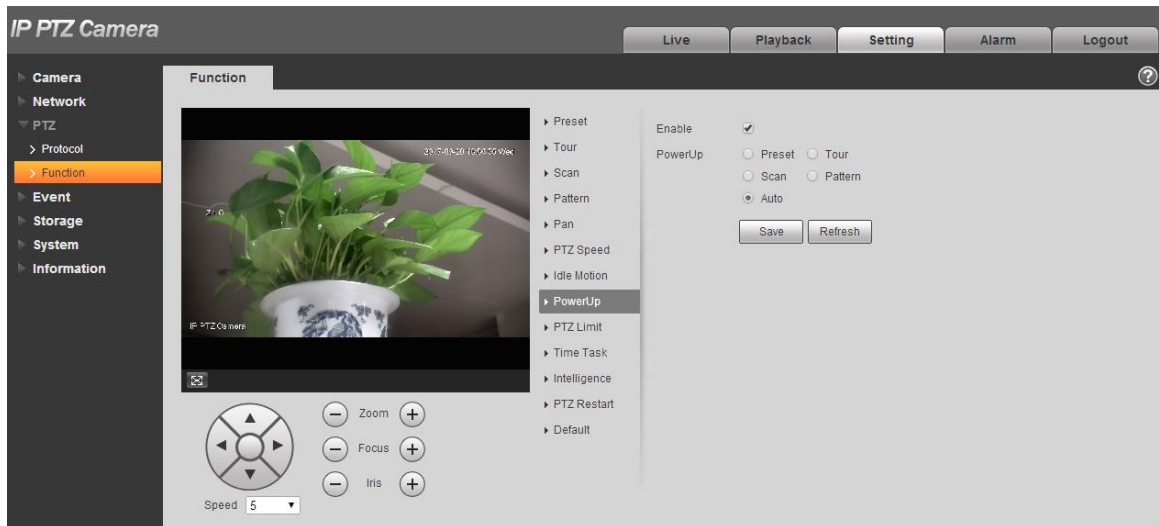 IP PTZ Camera
Live Playback Setting Alarm Logout
Camera
Network
PTZ
Protocol
Function
Event
Storage
System
Information
Function
IP PTZ Camera
Zoom
Focus
Iris
Speed 5
Preset
Tour
Scan
Pattern
Pan
PTZ Speed
Idle Motion
PowerUp
PTZ Limit
Time Task
Intelligence
PTZ Restart
Default
Enable
PowerUp Preset Tour
Scan Pattern
Auto
Save Refresh